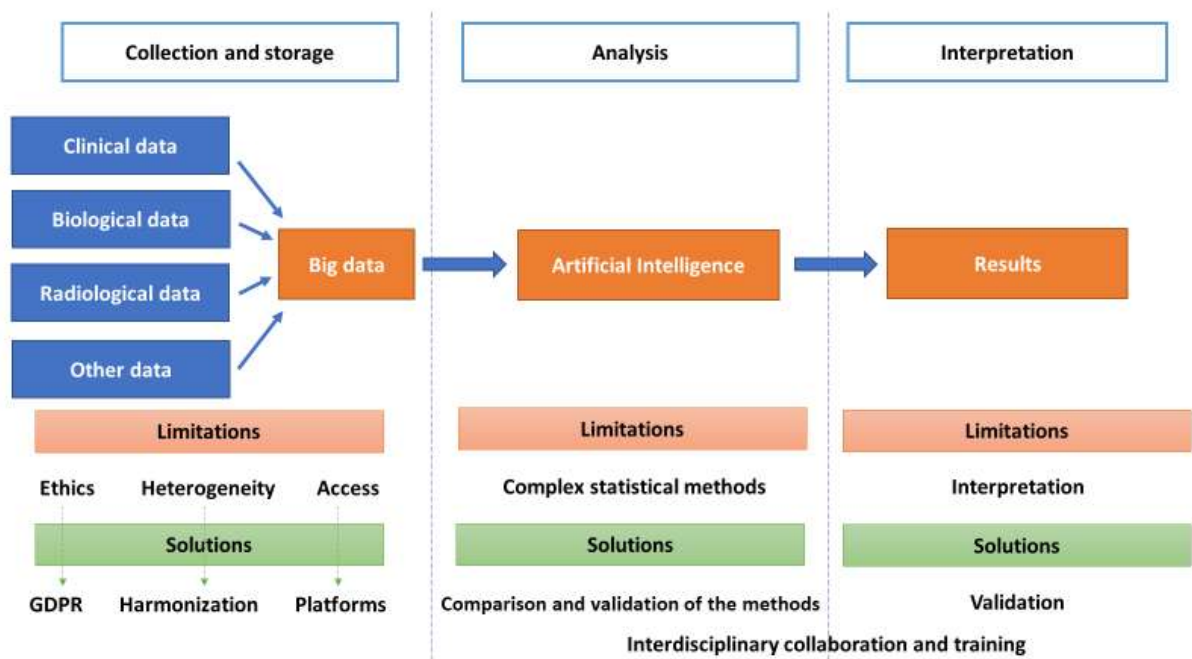 Collection and storage
Analysis
Interpretation
Clinical data
Biological data
Radiological data
Other data
Big data
Artificial Intelligence
Results
Limitations
Ethics Heterogeneity Access
Solutions
GDPR Harmonization Platforms
Limitations
Complex statistical methods
Solutions
Comparison and validation of the methods
Limitations
Interpretation
Solutions
Validation
Interdisciplinary collaboration and training